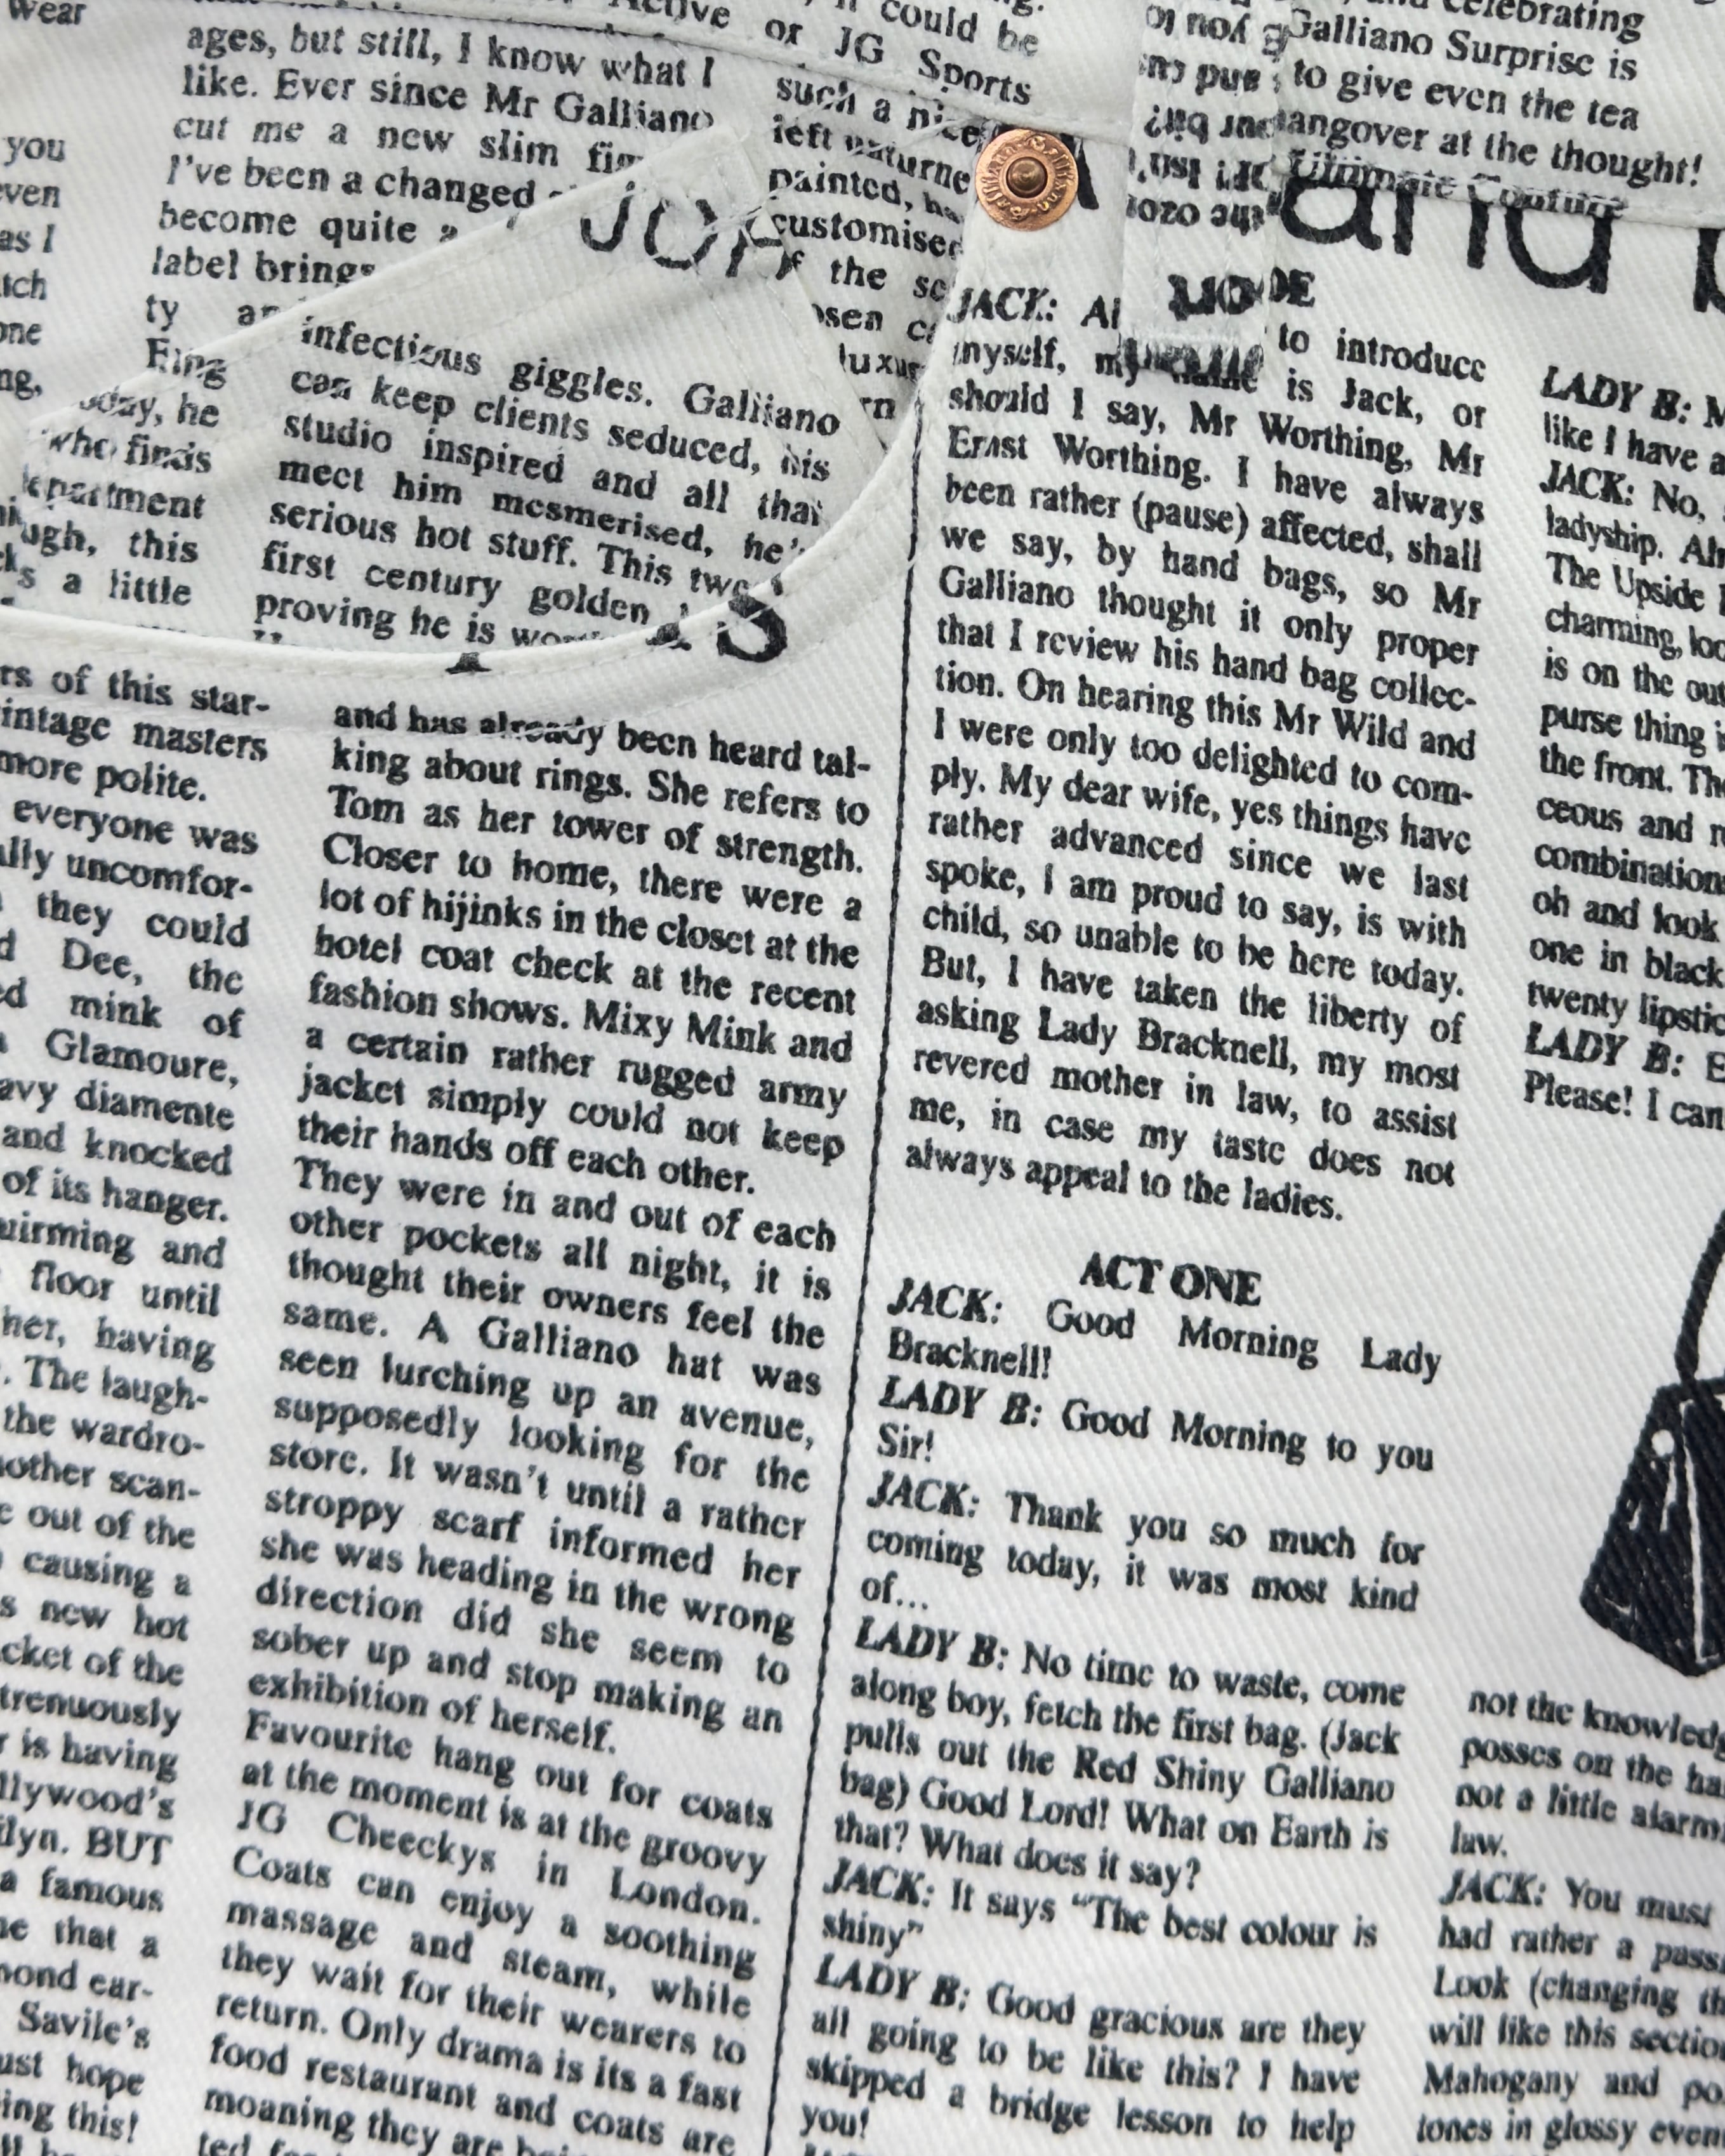 wear
you
even
as I
one
ages, but still, I know what I
like. Ever since Mr Galliano
cut me a new slim
I've been a changed
become quite a
label brings
ty
Ring
he
who finds
department
this
a little
infectious giggles. Galliano
can keep clients seduced, his
studio inspired and all that
meet him mesmerised, he's
serious hot stuff. This
first century golden
proving he is
Active
could be
or JG Sports
such a nice
left
painted,
customised
the
celebrating
Galliano Surprise is
to give even the tea
hangover at the thought!
Ultimate Couture
and
of this star-
masters
more polite.
everyone was
uncomfor-
they could
Dee, the
mink of
Glamoure,
diamente
and knocked
of its hanger.
and
floor until
her, having
The laugh-
the wardro-
scan-
out of the
causing a
new hot
of the
is having
BUT
a famous
that a
ear-
Savile's
hope
this!
and has already been heard tal-
king about rings. She refers to
Tom as her tower of strength.
Closer to home, there were a
lot of hijinks in the closet at the
hotel coat check at the recent
fashion shows. Mixy Mink and
a certain rather rugged army
jacket simply could not keep
their hands off each other.
They were in and out of each
other pockets all night, it is
thought their owners feel the
same. A Galliano hat was
seen lurching up an avenue,
supposedly looking for the
store. It wasn't until a rather
stroppy scarf informed her
she was heading in the wrong
direction did she seem to
sober up and stop making an
exhibition of herself.
Favourite hang out for coats
at the moment is at the groovy
JG Cheeckys in London.
Coats can enjoy a soothing
massage and steam, while
they wait for their wearers to
return. Only drama is its a fast
food restaurant and coats are
moaning they are
JACK:
to introduce
myself, my name is Jack, or
should I say, Mr Worthing, Mr
Ernst Worthing. I have always
been rather (pause) affected, shall
we say, by hand bags, so Mr
Galliano thought it only proper
that I review his hand bag collec-
tion. On hearing this Mr Wild and
I were only too delighted to com-
ply. My dear wife, yes things have
rather advanced since we last
spoke, I am proud to say, is with
child, so unable to be here today.
But, I have taken the liberty of
asking Lady Bracknell, my most
revered mother in law, to assist
me, in case my taste does not
always appeal to the ladies.
ACT ONE
JACK: Good Morning Lady
Bracknell!
LADY B: Good Morning to you
Sir!
JACK: Thank you so much for
coming today, it was most kind
of...
LADY B: No time to waste, come
along boy, fetch the first bag. (Jack
pulls out the Red Shiny Galliano
bag) Good Lord! What on Earth is
that? What does it say?
JACK: It says “The best colour is
shiny”
LADY B: Good gracious are they
all going to be like this? I have
skipped a bridge lesson to help
you!
LADY B:
like I have a
JACK: No,
ladyship.
The Upside
charming,
is on the
purse thing
the front.
ceous and
combination
oh and look
one in black
twenty
LADY B:
Please! I can
not the
posses on the
not a little
law.
JACK: You must
had rather a
Look (changing
will like this
Mahogany and
tones in glossy